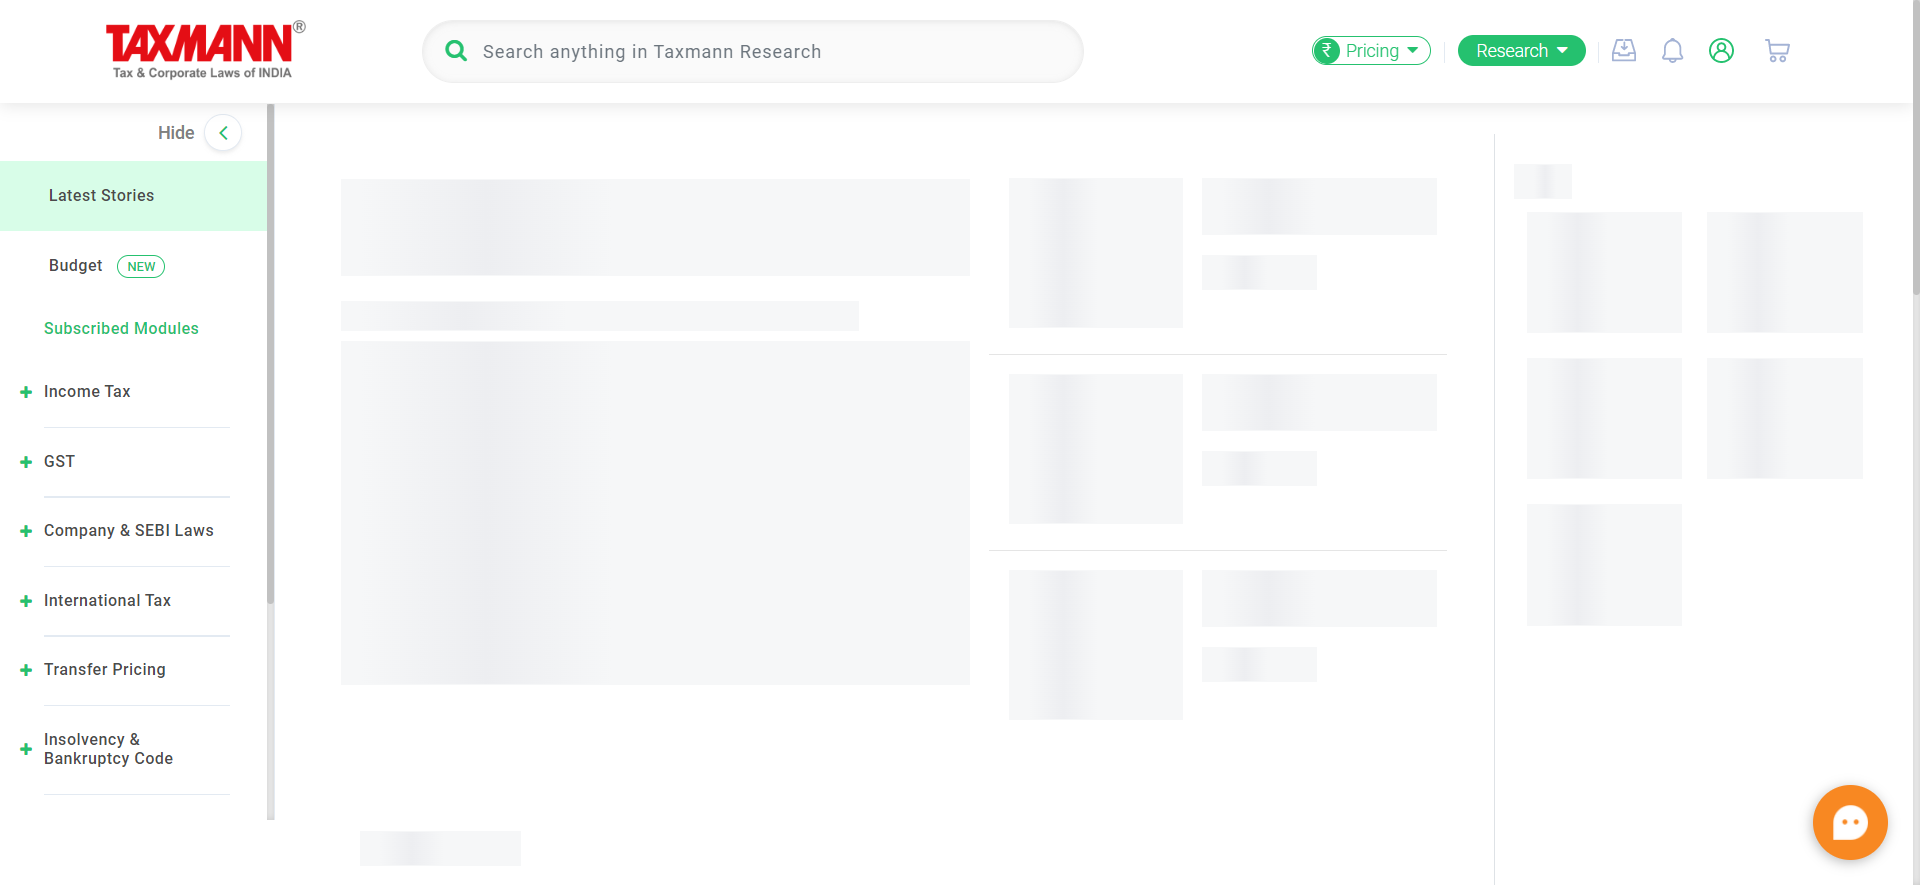 TAXMANN®
Tax & Corporate Laws of INDIA
Search anything in Taxmann Research
₹ Pricing
Research
Hide
Latest Stories
Budget NEW
Subscribed Modules
Income Tax
GST
Company & SEBI Laws
International Tax
Transfer Pricing
Insolvency &
Bankruptcy Code